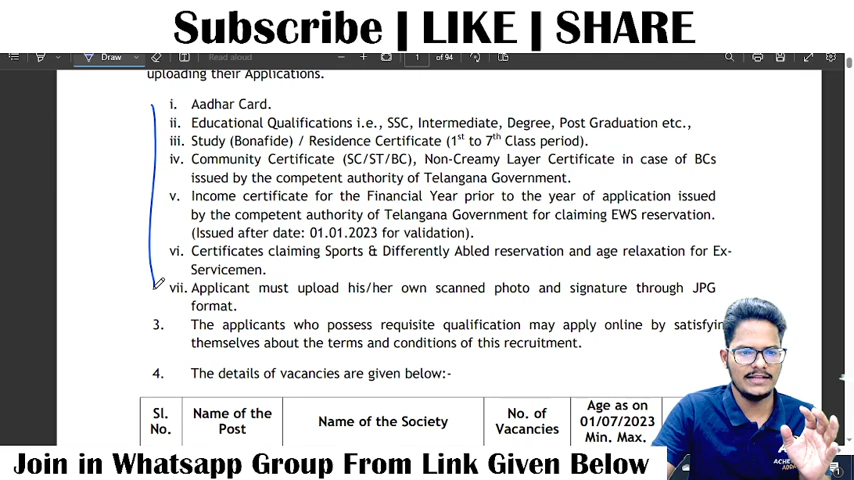 Subscribe | LIKE | SHARE
Draw
Read aloud
1 of 94
uploading their Applications.
i. Aadhar Card.
ii. Educational Qualifications i.e., SSC, Intermediate, Degree, Post Graduation etc.,
iii. Study (Bonafide) / Residence Certificate (1st to 7th Class period).
iv. Community Certificate (SC/ST/BC), Non-Creamy Layer Certificate in case of BCs
issued by the competent authority of Telangana Government.
v. Income certificate for the Financial Year prior to the year of application issued
by the competent authority of Telangana Government for claiming EWS reservation.
(Issued after date: 01.01.2023 for validation).
vi. Certificates claiming Sports & Differently Abled reservation and age relaxation for Ex-
Servicemen.
vii. Applicant must upload his/her own scanned photo and signature through JPG
format.
3. The applicants who possess requisite qualification may apply online by
themselves about the terms and conditions of this recruitment.
4. The details of vacancies are given below:-
Sl. No.
Name of the Post
Name of the Society
No. of Vacancies
Age as on 01/07/2023 Min, Max.
Join in Whatsapp Group From Link Given Below